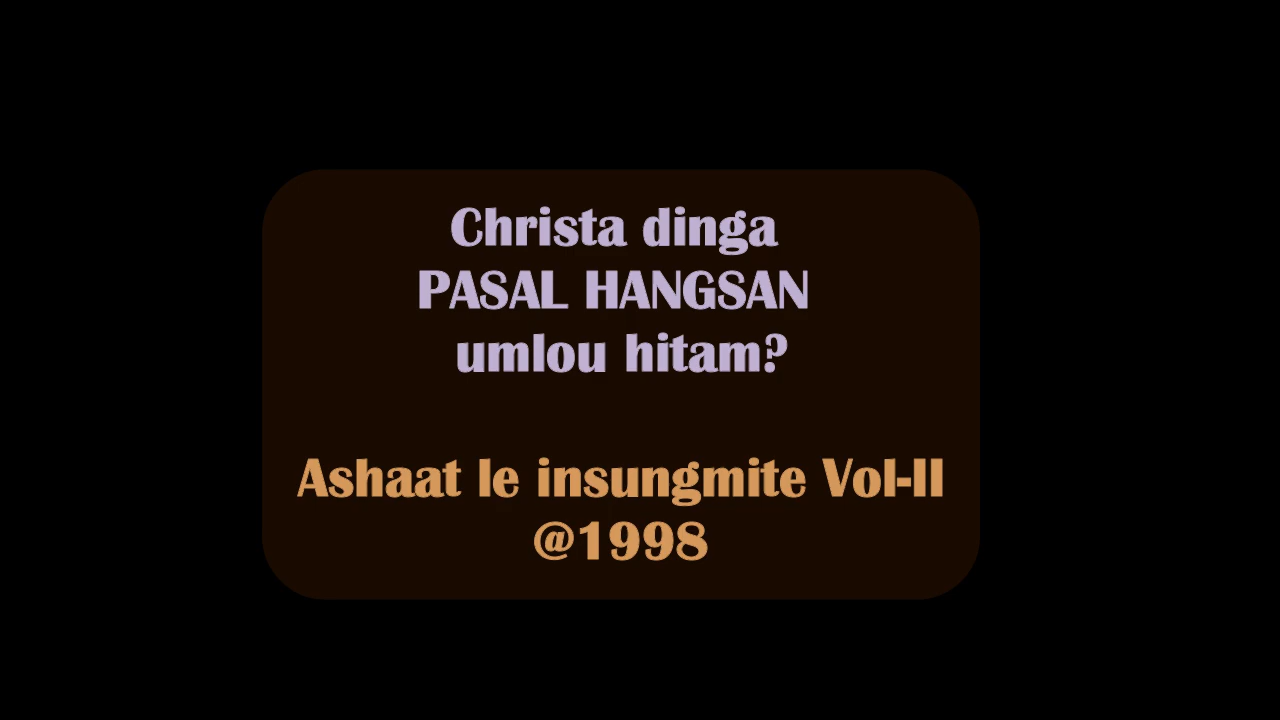 Christa dinga
PASAL HANGSAN
umlou hitam?
Ashaat le insungmite Vol-II
@1998